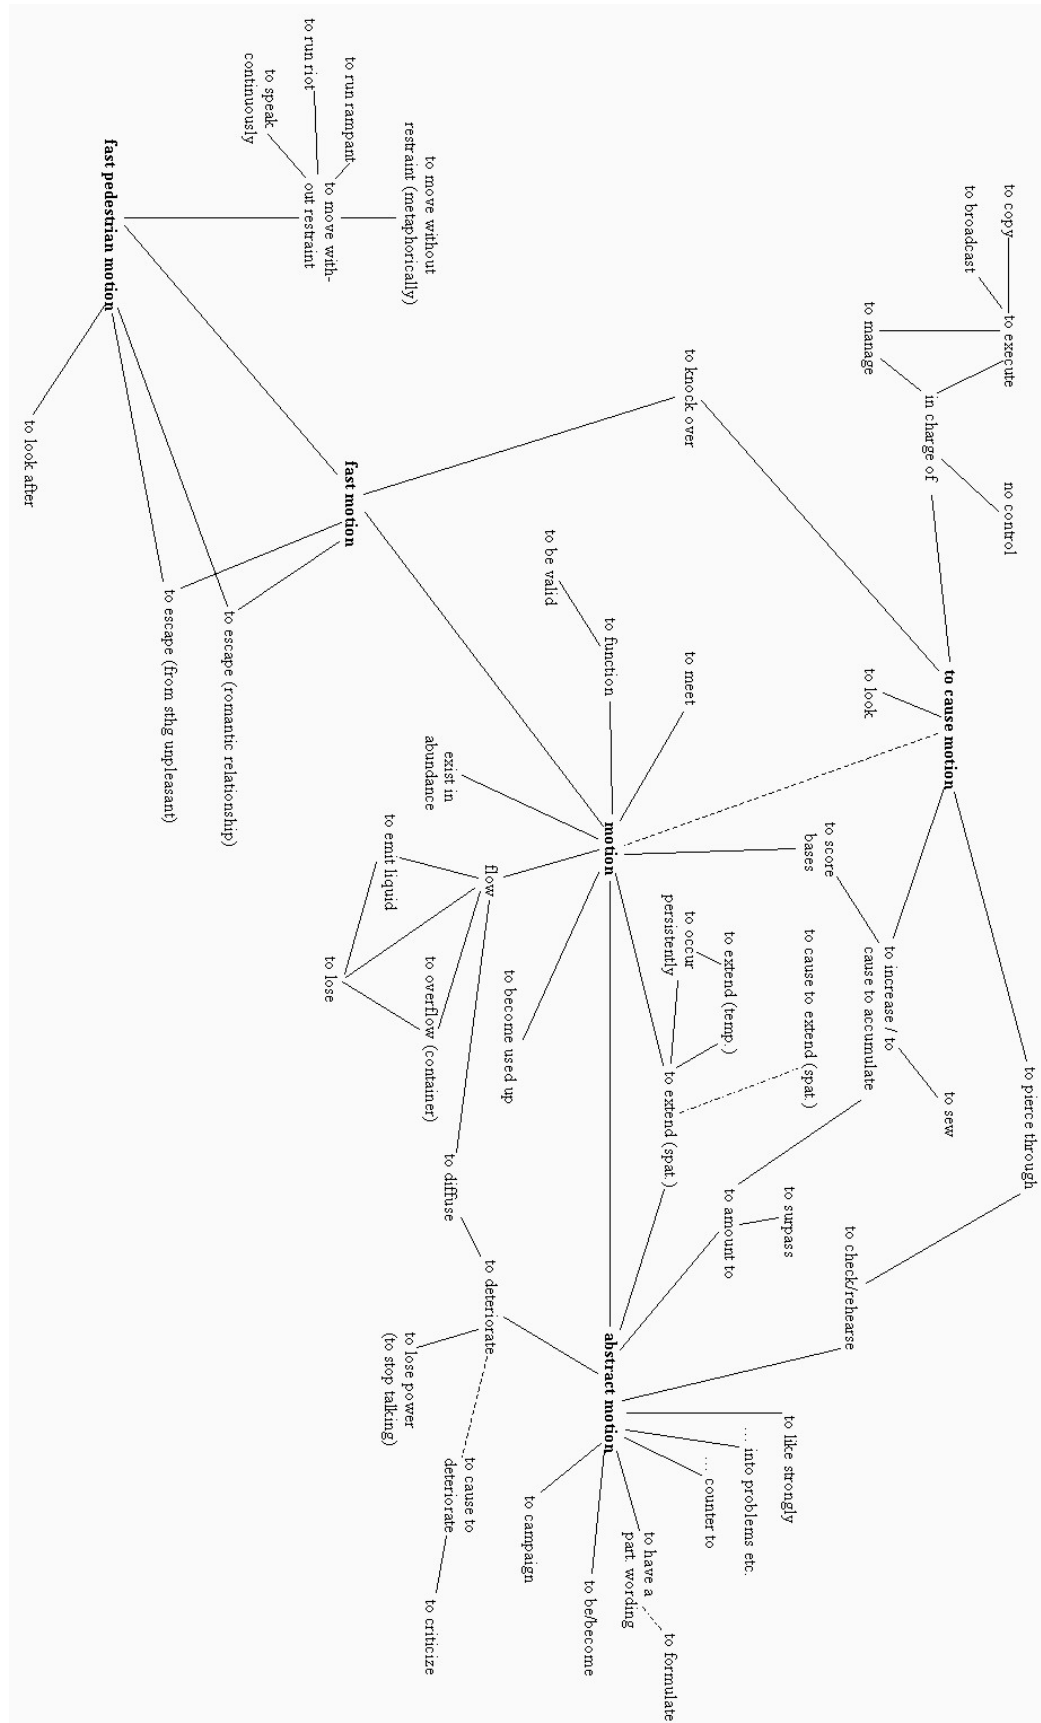 to pierce through
to copy
to execute
no control
to broadcast
to cause motion
to sew
in charge of
to increase / to
cause to accumulate
to manage
to look
to check/rehearse
to score
bases
to cause to extend (spat.)
to surpass
to like strongly
... into problems etc.
to extend (temp.)
to amount to
... counter to
to knock over
to meet
to occur
persistently
to extend (spat.)
to have a
part. wording
to formulate
to function
motion
abstract motion
to be/become
to be valid
to become used up
to campaign
flow
to deteriorate
to cause to
deteriorate
exist in
abundance
to overflow (container)
to diffuse
to criticize
to move without
restraint (metaphorically)
to emit liquid
to lose power
(to stop talking)
to run rampant
fast motion
to lose
to move with-
out restraint
to run riot
to speak
continuously
to escape (romantic relationship)
to escape (from sthg unpleasant)
fast pedestrian motion
to look after